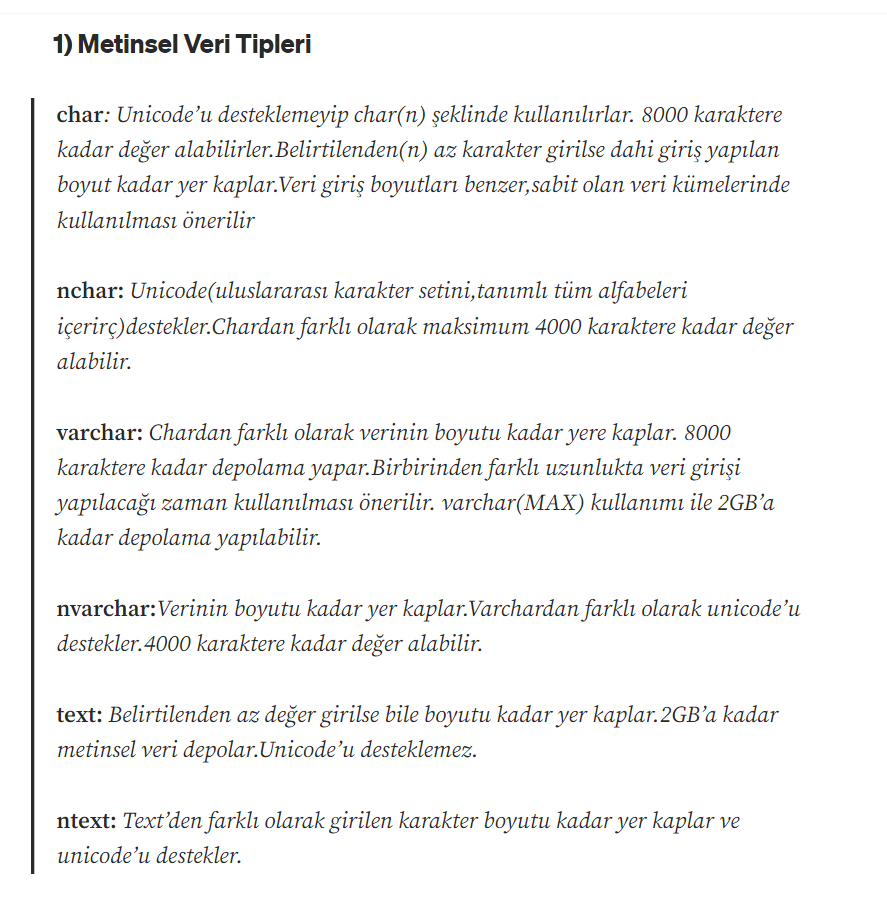 1) Metinsel Veri Tipleri
char: Unicode’u desteklemeyip char(n) şeklinde kullanılırlar. 8000 karaktere
kadar değer alabilirler.Belirtilenden(n) az karakter girilse dahi giriş yapılan
boyut kadar yer kaplar.Veri giriş boyutları benzer,sabit olan veri kümelerinde
kullanılması önerilir
nchar: Unicode(uluslararası karakter setini,tanımlı tüm alfabeleri
içerirç)destekler.Chardan farklı olarak maksimum 4000 karaktere kadar değer
alabilir.
varchar: Chardan farklı olarak verinin boyutu kadar yere kaplar. 8000
karaktere kadar depolama yapar.Birbirinden farklı uzunlukta veri girişi
yapılacağı zaman kullanılması önerilir. varchar(MAX) kullanımı ile 2GB’a
kadar depolama yapılabilir.
nvarchar:Verinin boyutu kadar yer kaplar.Varchardan farklı olarak unicode’u
destekler.4000 karaktere kadar değer alabilir.
text: Belirtilenden az değer girilse bile boyutu kadar yer kaplar.2GB’a kadar
metinsel veri depolar.Unicode’u desteklemez.
ntext: Text’den farklı olarak girilen karakter boyutu kadar yer kaplar ve
unicode’u destekler.